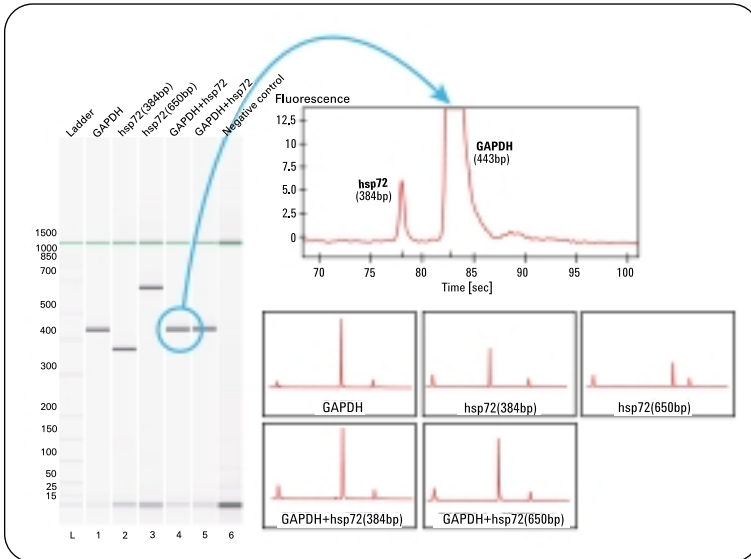 Ladder
GAPDH
hsp72(384bp)
hsp72(650bp)
GAPDH+hsp72
GAPDH+hsp72
Negative control
1500
1000
850
700
500
400
300
200
150
100
50
25
15
L 1 2 3 4 5 6
Fluorescence
12,5
10
7.5
5.0
2.5
0
hsp72
(384bp)
GAPDH
(443bp)
70 75 80 85 90 95 100
Time [sec]
GAPDH
hsp72(384bp)
hsp72(650bp)
GAPDH+hsp72(384bp)
GAPDH+hsp72(650bp)